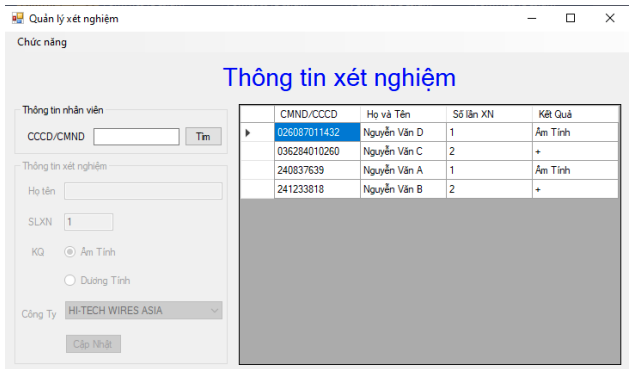 Quản lý xét nghiệm
Chức năng
Thông tin xét nghiệm
Thông tin nhân viên
CCCD/CMND
Tìm
Thông tin xét nghiệm
Họ tên
SLXN 1
KQ Âm Tính
Dương Tính
Công Ty HI-TECH WIRES ASIA
Cập Nhật
CMND/CCCD Họ và Tên Số lần XN Kết Quả
026087011432 Nguyễn Văn D 1 Âm Tính
036284010260 Nguyễn Văn C 2 +
240837639 Nguyễn Văn A 1 Âm Tính
241233818 Nguyễn Văn B 2 +